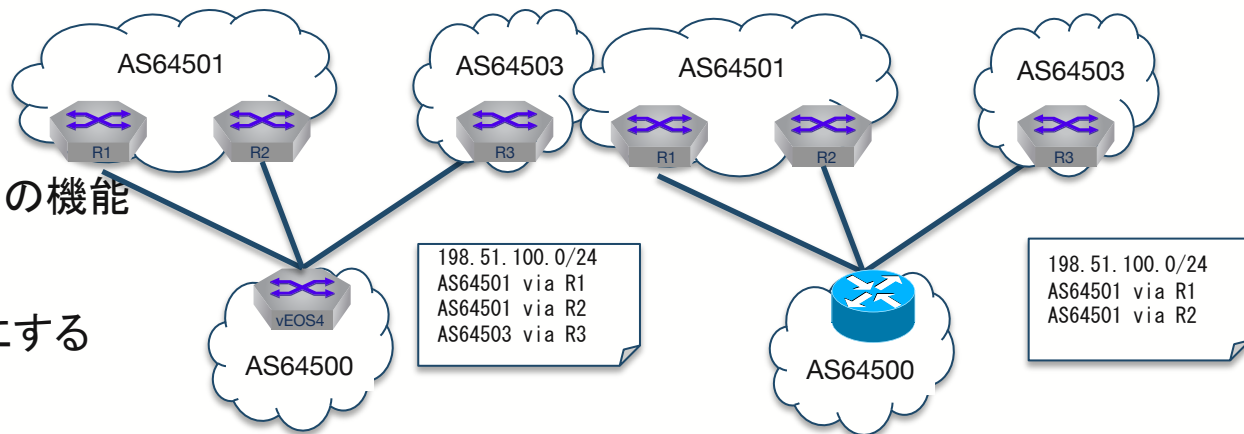 AS64501
AS64503
R1
R2
R3
の機能
にする
vEOS4
AS64500
198.51.100.0/24
AS64501 via R1
AS64501 via R2
AS64503 via R3
AS64501
AS64503
R1
R2
R3
AS64500
198.51.100.0/24
AS64501 via R1
AS64501 via R2